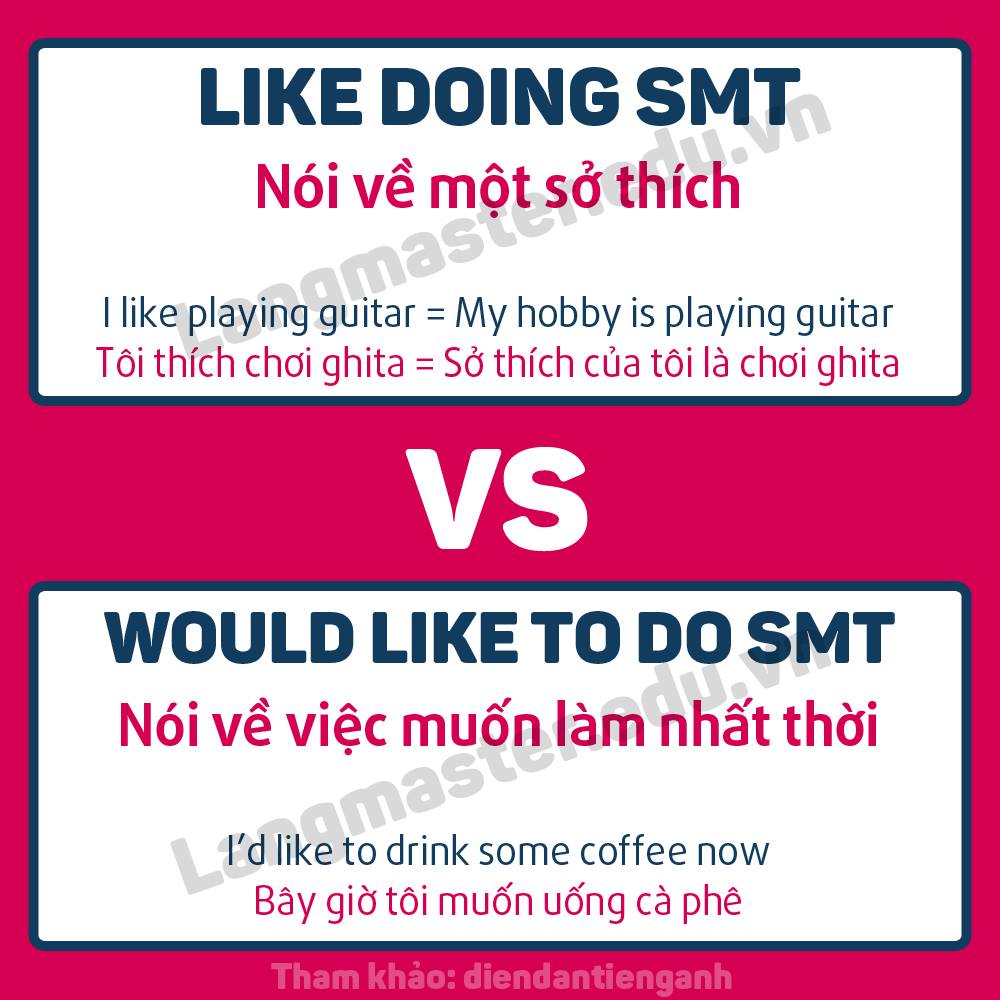 LIKE DOING SMT
Nói về một sở thích
I like playing guitar = My hobby is playing guitar
Tôi thích chơi ghita = Sở thích của tôi là chơi ghita
Langmaster.edu.vn
VS
WOULD LIKE TO DO SMT
Nói về việc muốn làm nhất thời
I'd like to drink some coffee now
Bây giờ tôi muốn uống cà phê
Langmaster.edu.vn
Tham khảo: diendantienganh